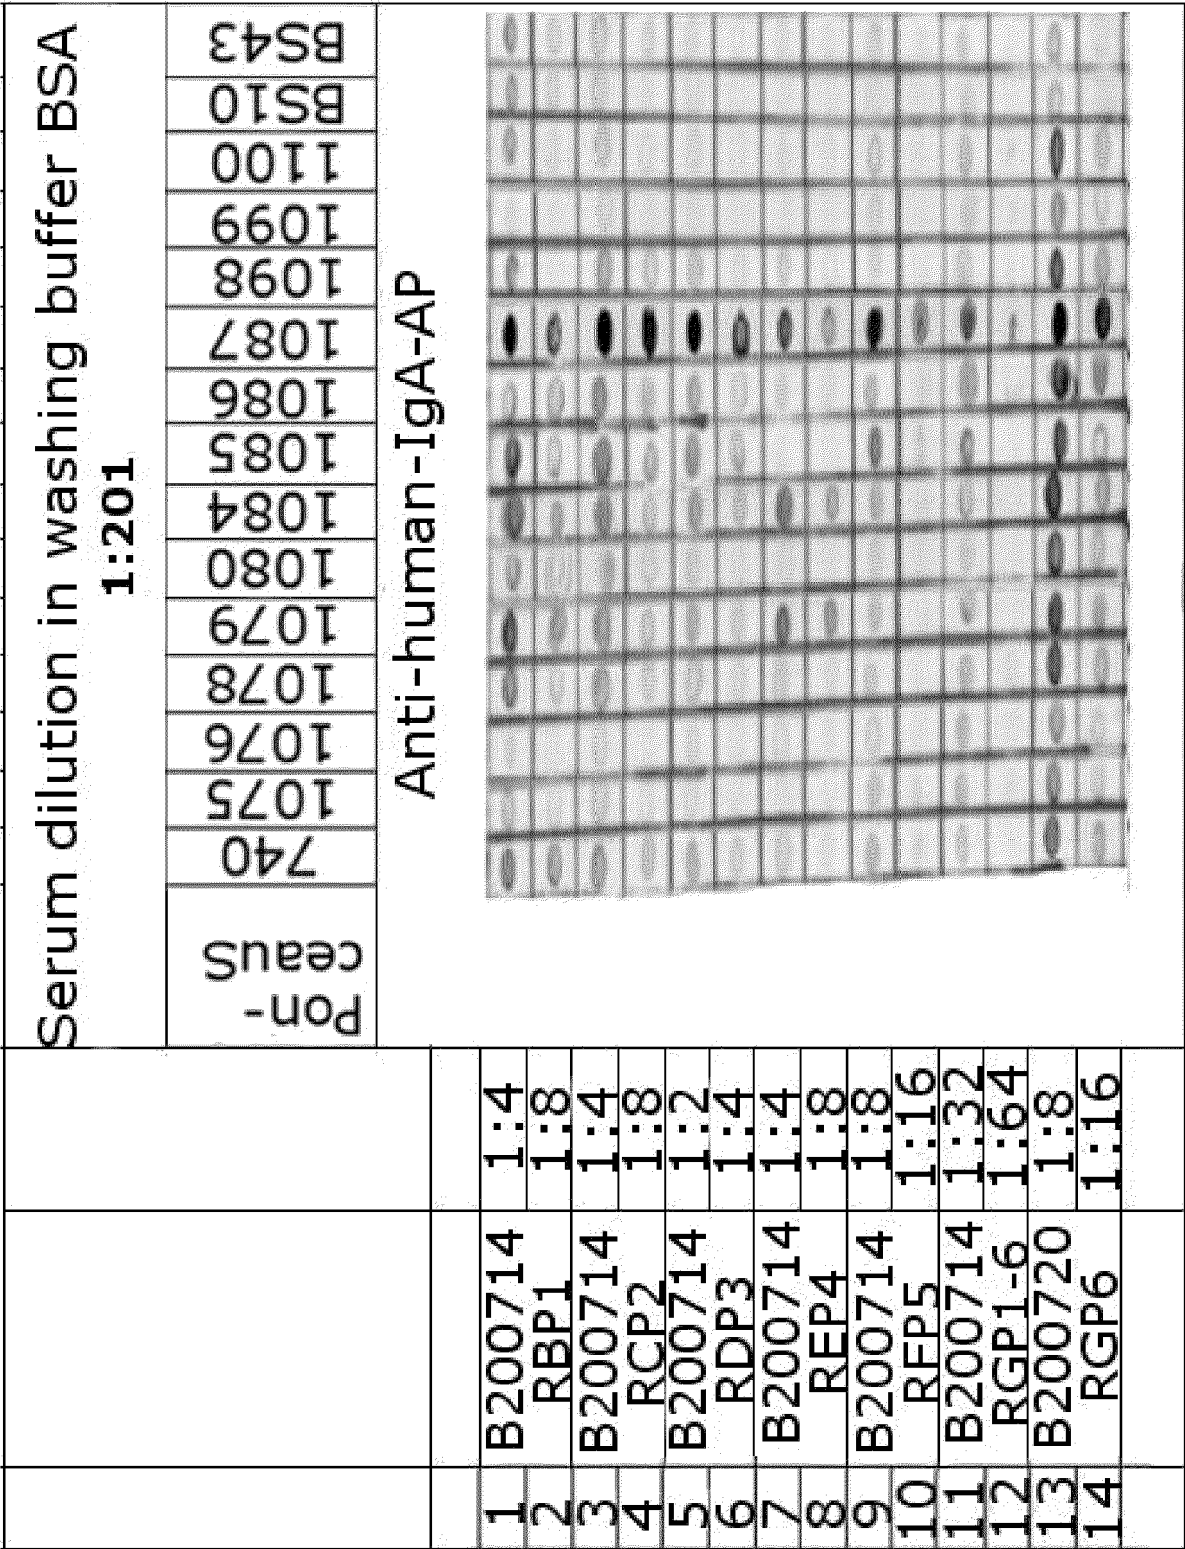 Serum dilution in washing buffer BSA
1:201
Pon-
ceauS
740
1075
1076
1078
1079
1080
1084
1085
1086
1087
1098
1099
1100
BS10
BS43
Anti-human-IgA-AP
1 B200714 1:4
2 RBP1 1:8
3 B200714 1:4
4 RCP2 1:8
5 B200714 1:2
6 RDP3 1:4
7 B200714 1:4
8 REP4 1:8
9 B200714 1:8
10 RFP5 1:16
11 B200714 1:32
12 RGP1-6 1:64
13 B200720 1:8
14 RGP6 1:16